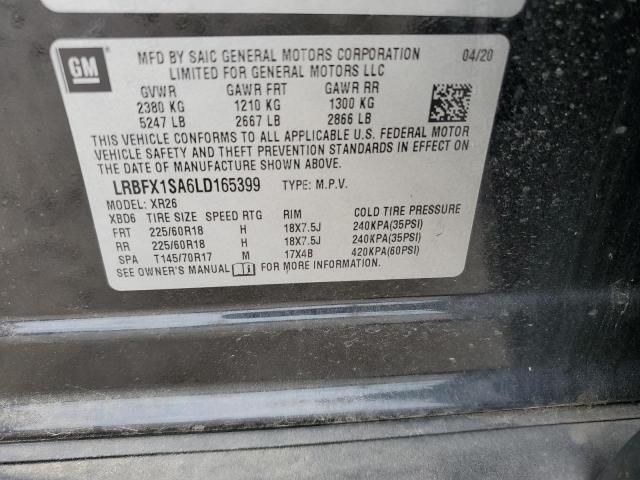 GM
MFD BY SAIC GENERAL MOTORS CORPORATION 04/20
LIMITED FOR GENERAL MOTORS LLC
GVWR GAWR FRT GAWR RR
2380 KG 1210 KG 1300 KG
5247 LB 2667 LB 2866 LB
THIS VEHICLE CONFORMS TO ALL APPLICABLE U.S. FEDERAL MOTOR
VEHICLE SAFETY AND THEFT PREVENTION STANDARDS IN EFFECT ON
THE DATE OF MANUFACTURE SHOWN ABOVE.
LRBFX1SA6LD165399 TYPE: M.P.V.
MODEL: XR26
XBD6 TIRE SIZE SPEED RTG RIM COLD TIRE PRESSURE
FRT 225/60R18 H 18X7.5J 240KPA(35PSI)
RR 225/60R18 H 18X7.5J 240KPA(35PSI)
SPA T145/70R17 M 17X4B 420KPA(60PSI)
SEE OWNER'S MANUAL FOR MORE INFORMATION